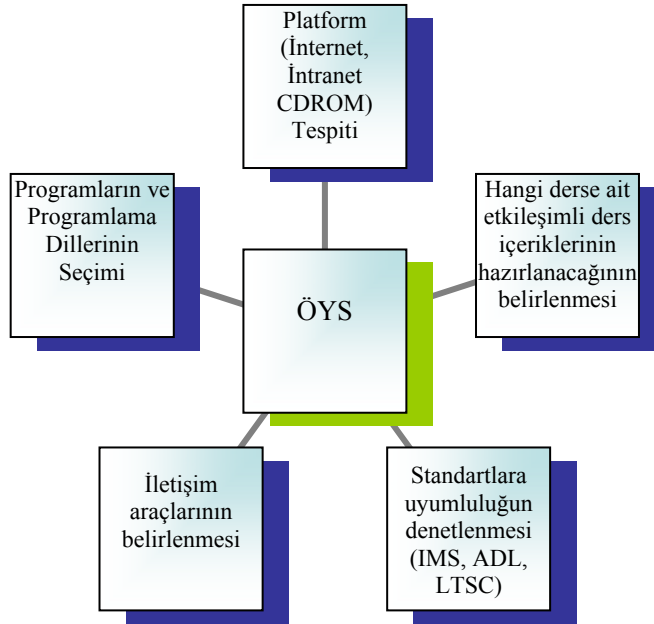 Platform
(İnternet,
İntranet
CDROM)
Tespiti
Programların ve
Programlama
Dillerinin
Seçimi
Hangi derse ait
etkileşimli ders
içeriklerinin
hazırlanacağının
belirlenmesi
ÖYS
İletişim
araçlarının
belirlenmesi
Standartlara
uyumluluğun
denetlenmesi
(IMS, ADL,
LTSC)